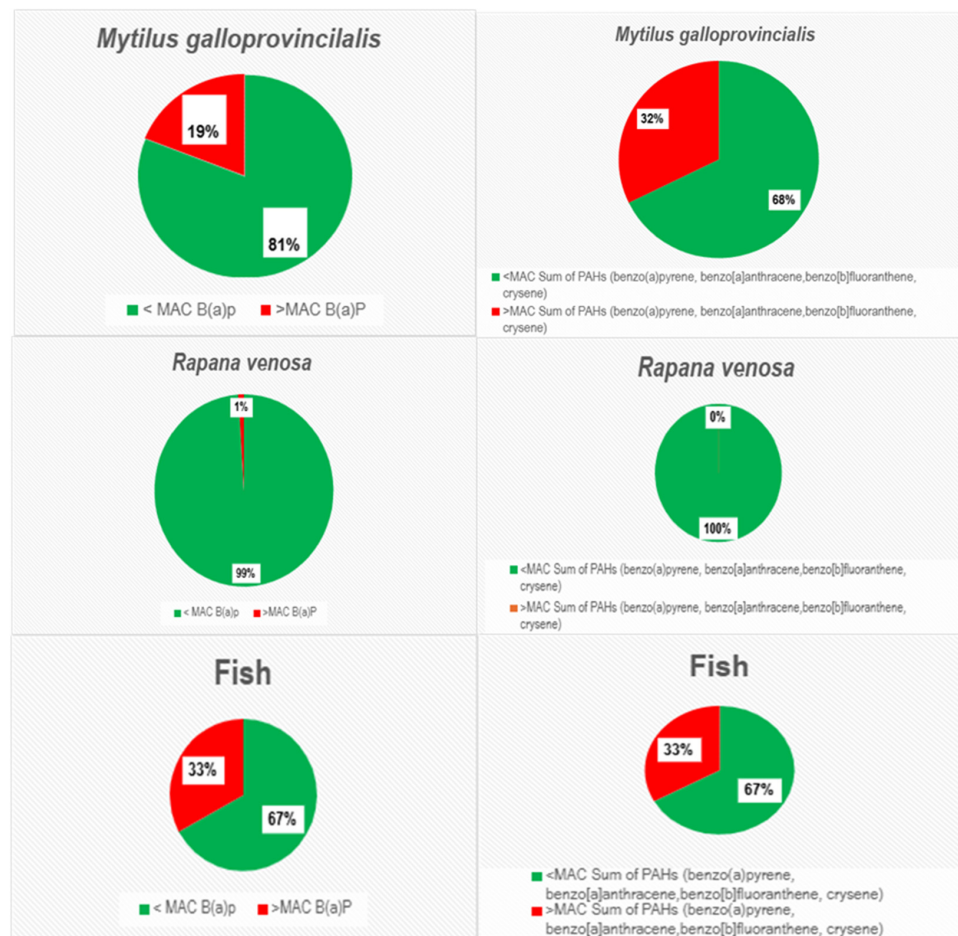 Mytilus galloprovincilalis
19%
81%
< MAC B(a)p >MAC B(a)P
Mytilus galloprovincialis
32%
68%
<MAC Sum of PAHs (benzo(a)pyrene, benzo[a]anthracene,benzo[b]fluoranthene,
crysene)
>MAC Sum of PAHs (benzo(a)pyrene, benzo[a]anthracene,benzo[b]fluoranthene,
crysene)
Rapana venosa
1%
99%
< MAC B(a)p >MAC B(a)P
Rapana venosa
0%
100%
<MAC Sum of PAHs (benzo(a)pyrene, benzo[a]anthracene,benzo[b]fluoranthene,
crysene)
>MAC Sum of PAHs (benzo(a)pyrene, benzo[a]anthracene,benzo[b]fluoranthene,
crysene)
Fish
33%
67%
< MAC B(a)p >MAC B(a)P
Fish
33%
67%
<MAC Sum of PAHs (benzo(a)pyrene,
benzo[a]anthracene,benzo[b]fluoranthene, crysene)
>MAC Sum of PAHs (benzo(a)pyrene,
benzo[a]anthracene,benzo[b]fluoranthene, crysene)